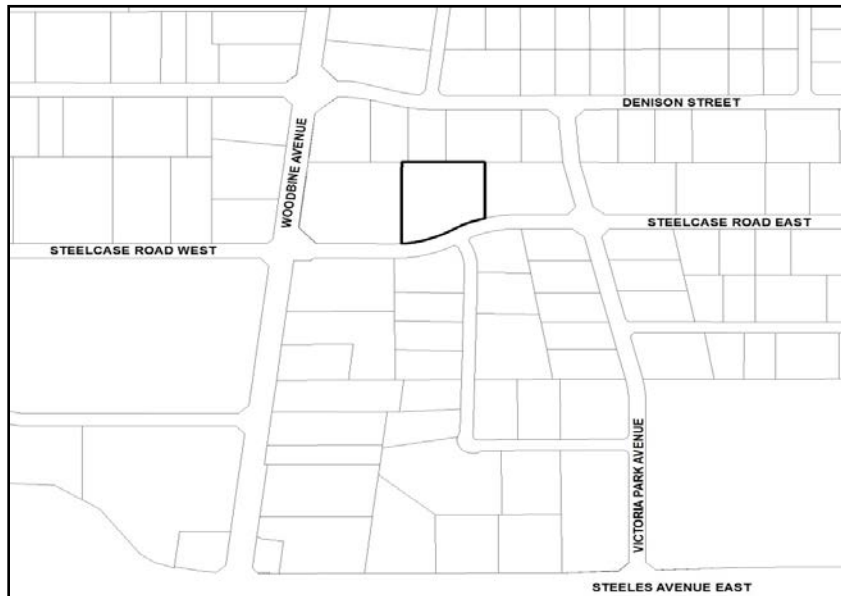 DENISON STREET
WOODBINE AVENUE
STEELCASE ROAD EAST
STEELCASE ROAD WEST
VICTORIA PARK AVENUE
STEELES AVENUE EAST